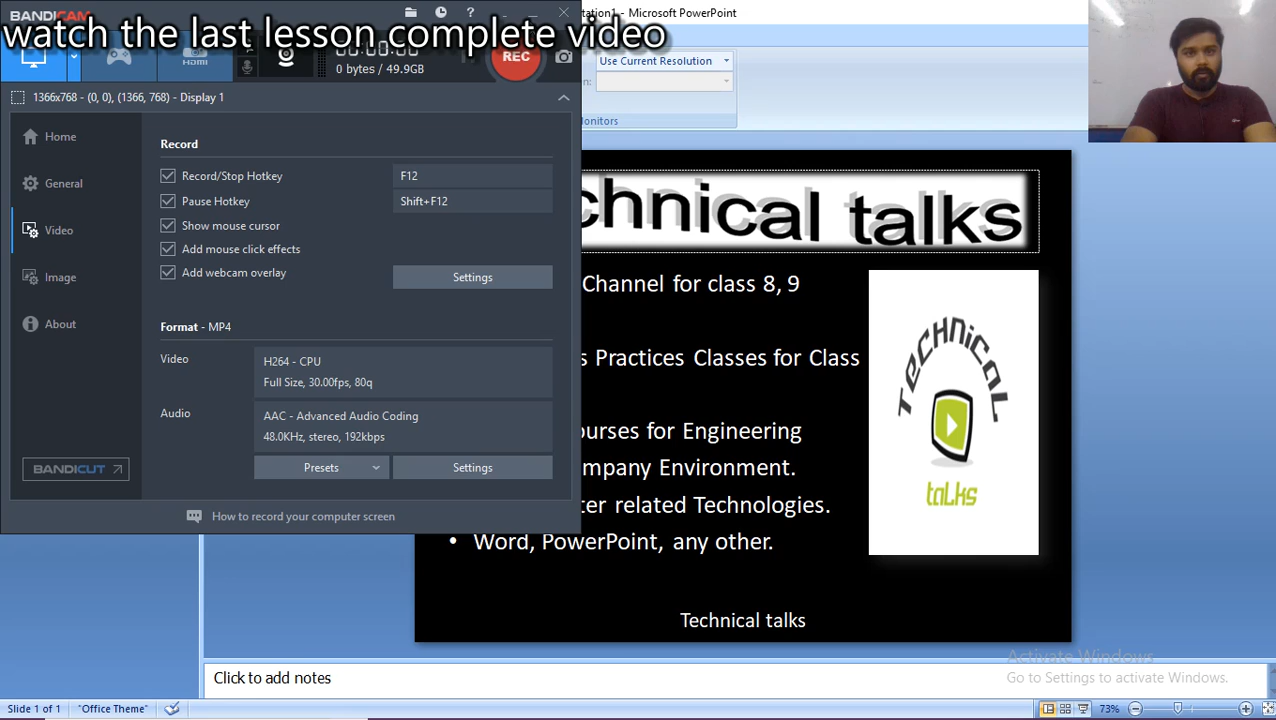 BANDICAM
tation1 - Microsoft PowerPoint
watch the last lesson complete video
Hdmi
0 bytes / 49.9GB
REC
Use Current Resolution
n:
onitors
1366x768 - (0, 0), (1366, 768) - Display 1
Home
General
Video
Image
About
BANDICUT
Record
Record/Stop Hotkey
F12
Pause Hotkey
Shift+F12
Show mouse cursor
Add mouse click effects
Add webcam overlay
Settings
Format - MP4
Video
H264 - CPU
Full Size, 30.00fps, 80q
Audio
AAC - Advanced Audio Coding
48.0KHz, stereo, 192kbps
Presets
Settings
How to record your computer screen
chnical talks
Channel for class 8, 9
s Practices Classes for Class
ourses for Engineering
mpany Environment.
ter related Technologies.
• Word, PowerPoint, any other.
TECHNICAL
talks
Technical talks
Activate Windows
Go to Settings to activate Windows.
Click to add notes
Slide 1 of 1
"Office Theme"
73%